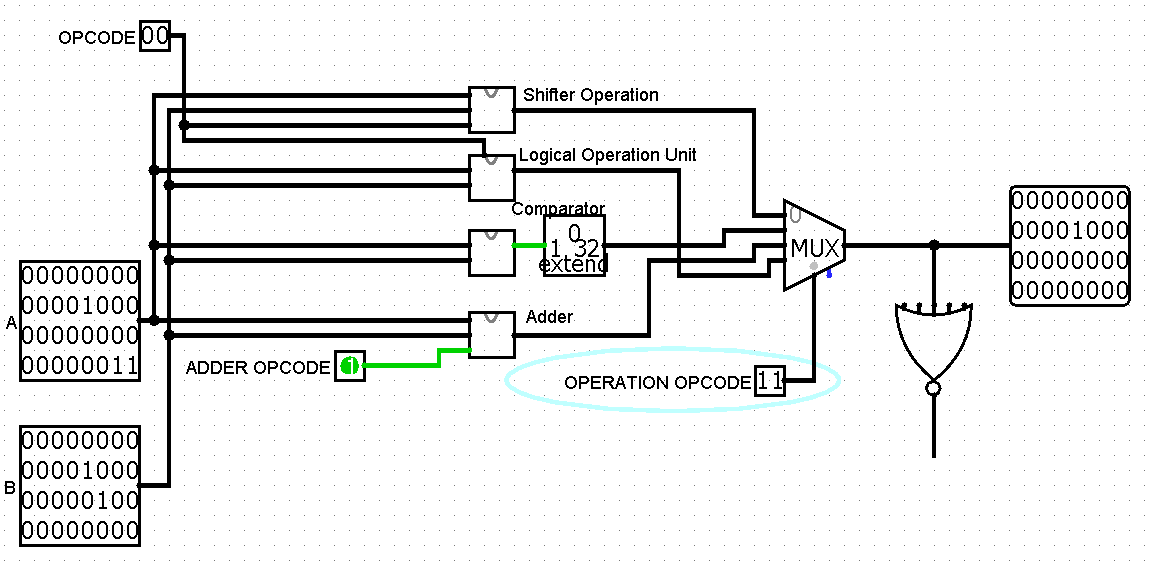 OPCODE 00
Shifter Operation
Logical Operation Unit
Comparator
0
1 32
extend
0
MUX
00000000
00001000
00000000
00000000
A
00000000
00001000
00000000
00000011
Adder
ADDER OPCODE 1
OPERATION OPCODE 11
B
00000000
00001000
00000100
00000000